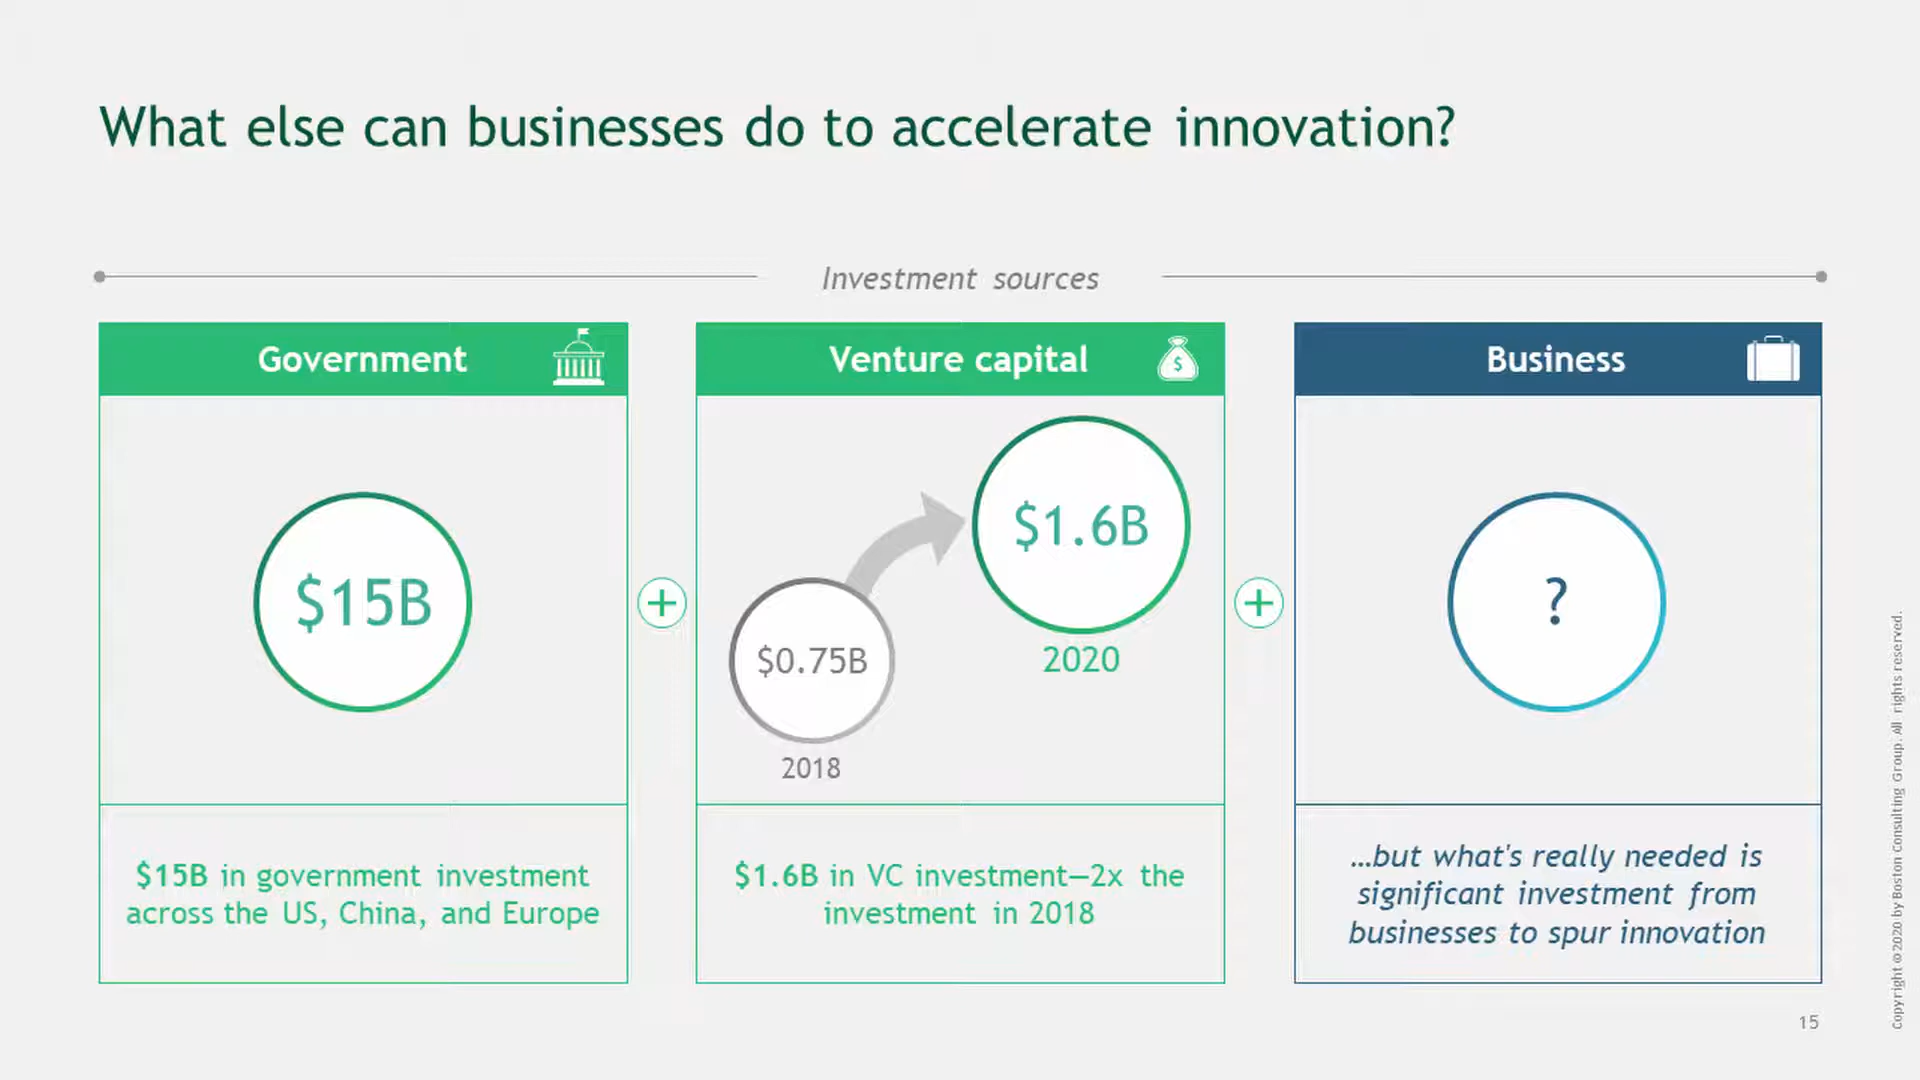 What else can businesses do to accelerate innovation?
Investment sources
Government
$15B
$15B in government investment
across the US, China, and Europe
+
Venture capital
$
$0.75B
2018
$1.6B
2020
$1.6B in VC investment—2x the
investment in 2018
+
Business
?
…but what's really needed is
significant investment from
businesses to spur innovation
15
Copyright ©2020 by Boston Consulting Group. All rights reserved.